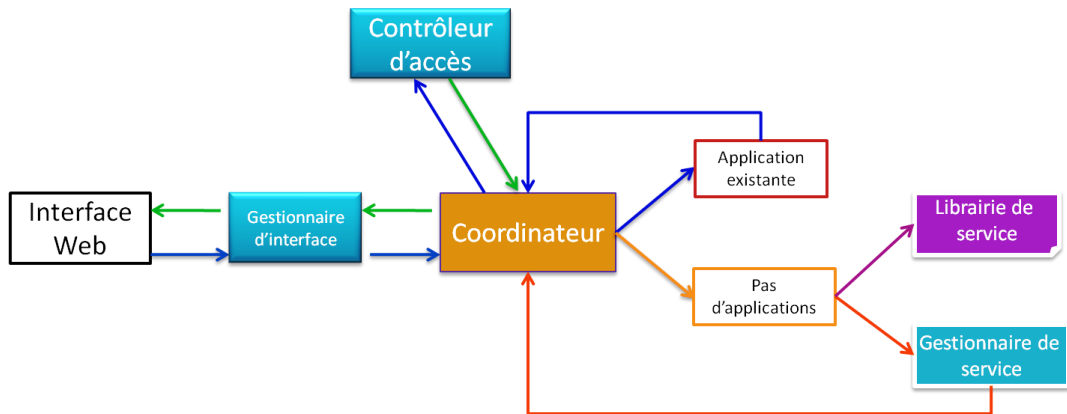 Contrôleur
d'accès
Application
existante
Interface
Web
Gestionnaire
d'interface
Coordinateur
Librairie de
service
Pas
d'applications
Gestionnaire de
service